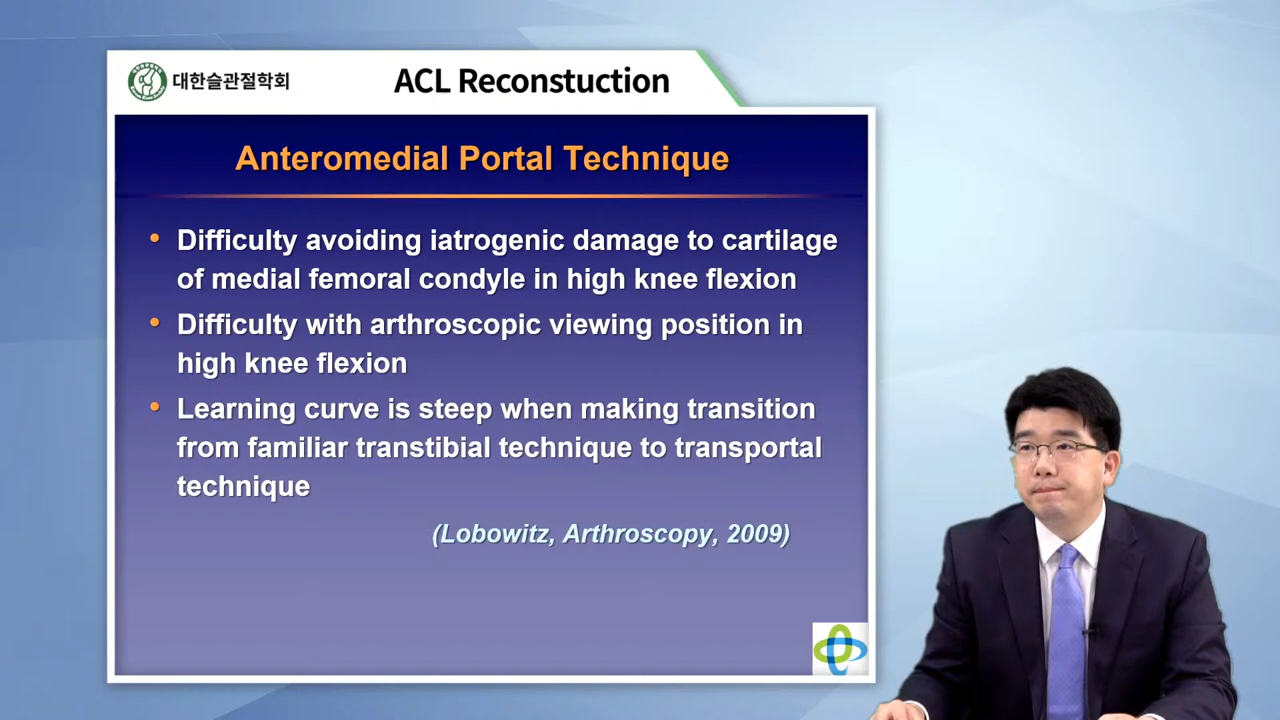 대한슬관절학회
ACL Reconstuction
Anteromedial Portal Technique
• Difficulty avoiding iatrogenic damage to cartilage
of medial femoral condyle in high knee flexion
• Difficulty with arthroscopic viewing position in
high knee flexion
• Learning curve is steep when making transition
from familiar transtibial technique to transportal
technique
(Lobowitz, Arthroscopy, 2009)